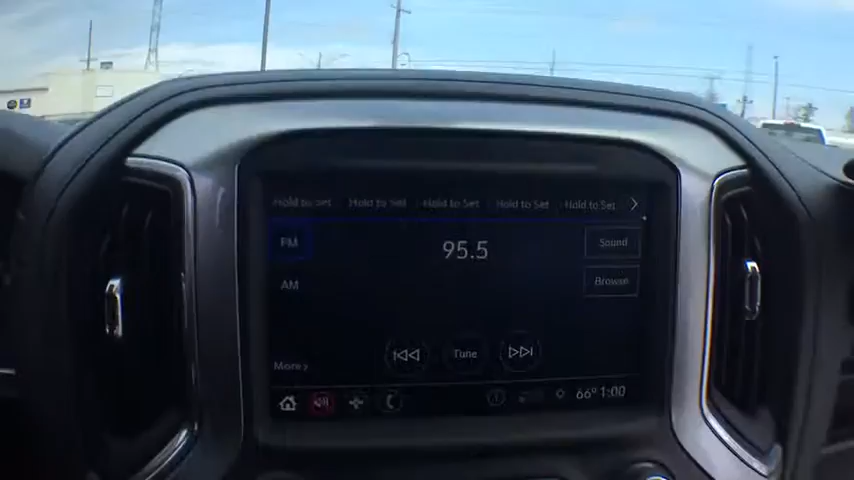 Hold to Set Hold to Set Hold to Set Hold to Set Hold to Set
FM 95.5 Sound
AM Browse
Tune
More
66° 1:00